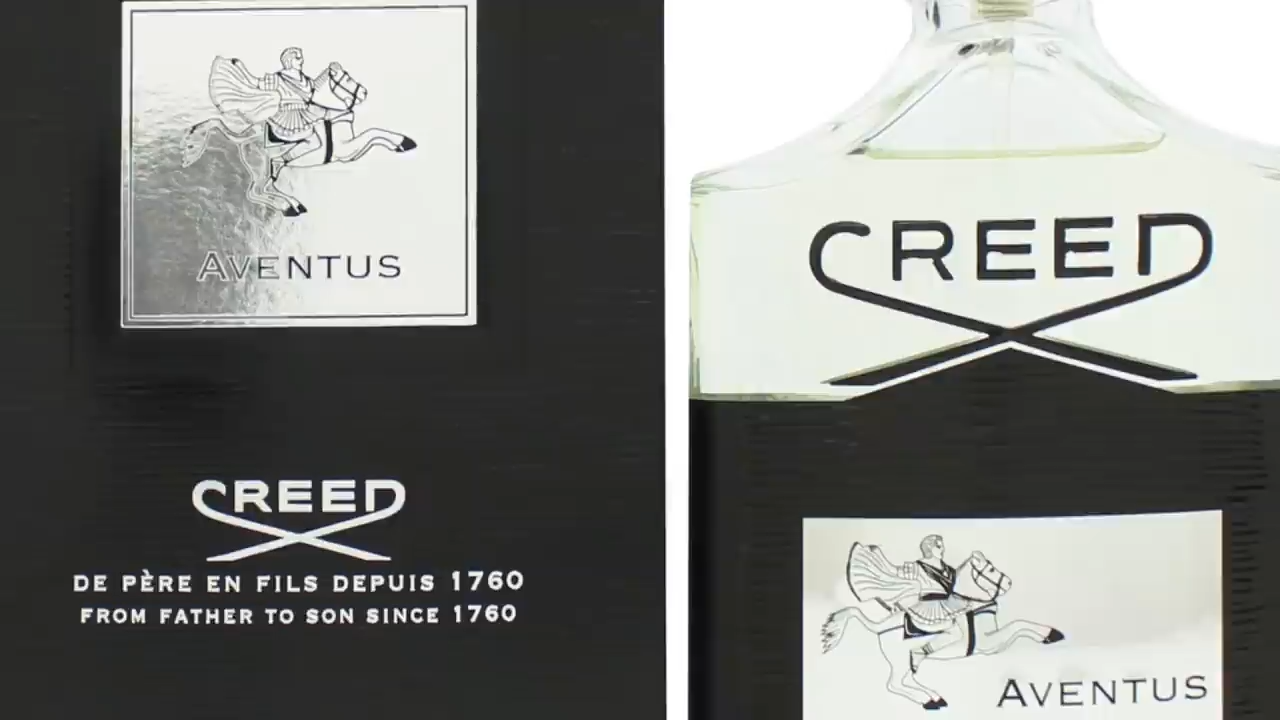 AVENTUS
CREED
DE PÈRE EN FILS DEPUIS 1760
FROM FATHER TO SON SINCE 1760
CREED
AVENTUS